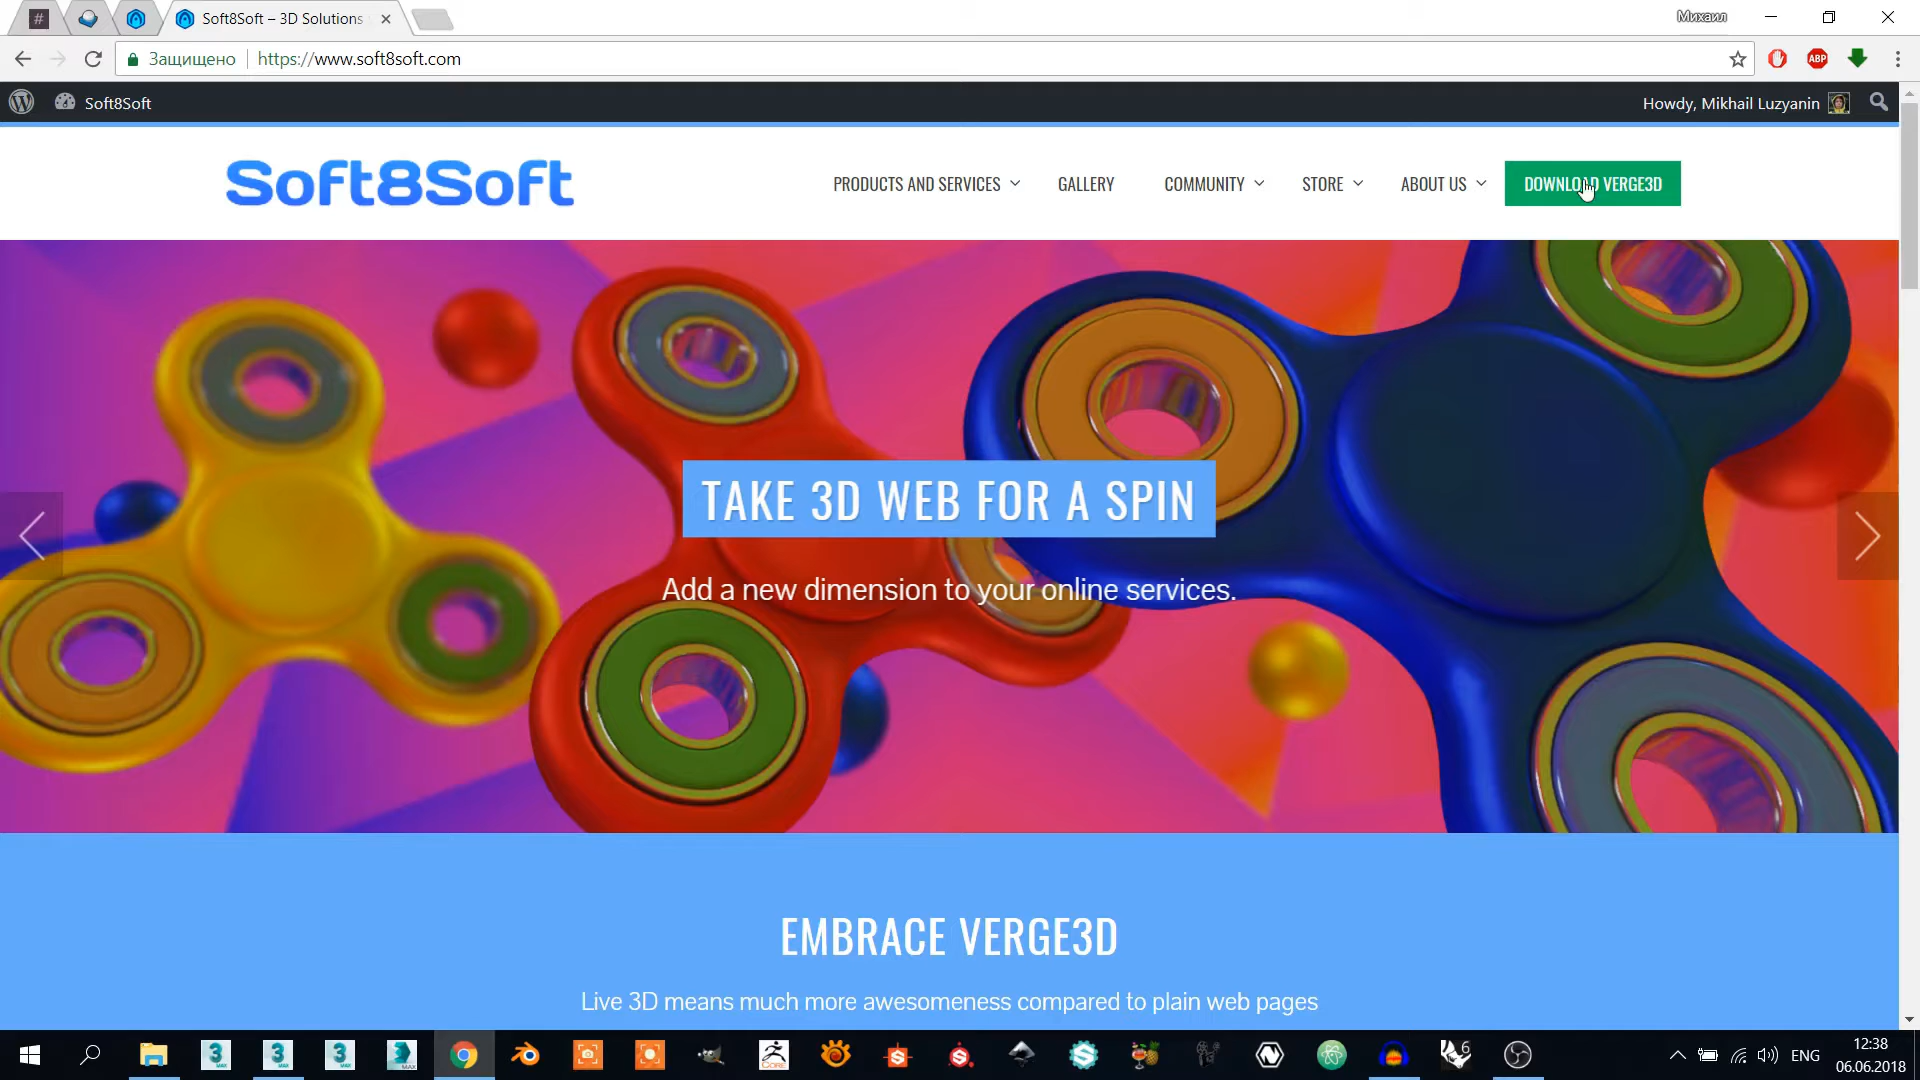 #
Soft8Soft – 3D Solutions
Михаил
Защищено
https://www.soft8soft.com
ABP
Soft8Soft
Howdy, Mikhail Luzyanin
Soft8Soft
PRODUCTS AND SERVICES
GALLERY
COMMUNITY
STORE
ABOUT US
DOWNLOAD VERGE3D
TAKE 3D WEB FOR A SPIN
Add a new dimension to your online services.
EMBRACE VERGE3D
Live 3D means much more awesomeness compared to plain web pages
ENG
12:38
06.06.2018